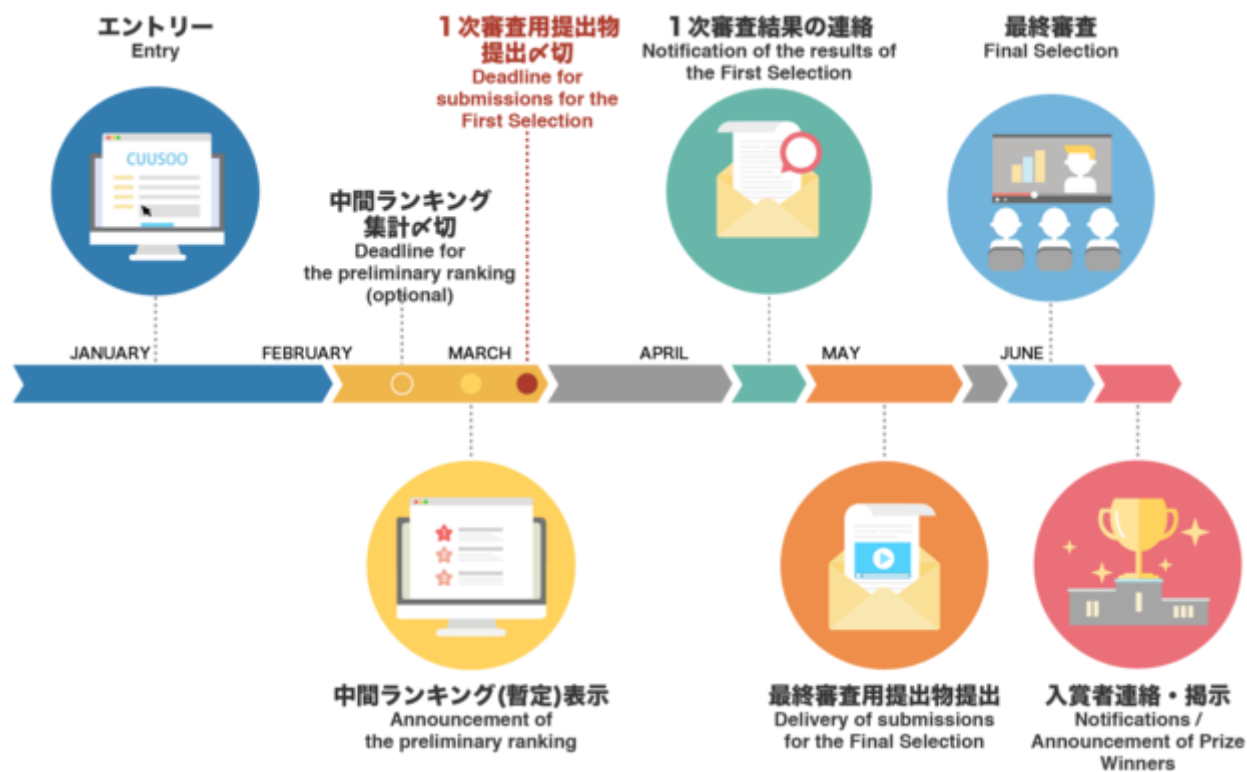 エントリー
Entry
1次審査用提出物
提出〆切
Deadline for
submissions for the
First Selection
1次審査結果の連絡
Notification of the results of
the First Selection
最終審査
Final Selection
CUUSOO
中間ランキング
集計〆切
Deadline for
the preliminary ranking
(optional)
JANUARY
FEBRUARY
MARCH
APRIL
MAY
JUNE
中間ランキング(暫定)表示
Announcement of
the preliminary ranking
最終審査用提出物提出
Delivery of submissions
for the Final Selection
入賞者連絡・掲示
Notifications /
Announcement of Prize
Winners